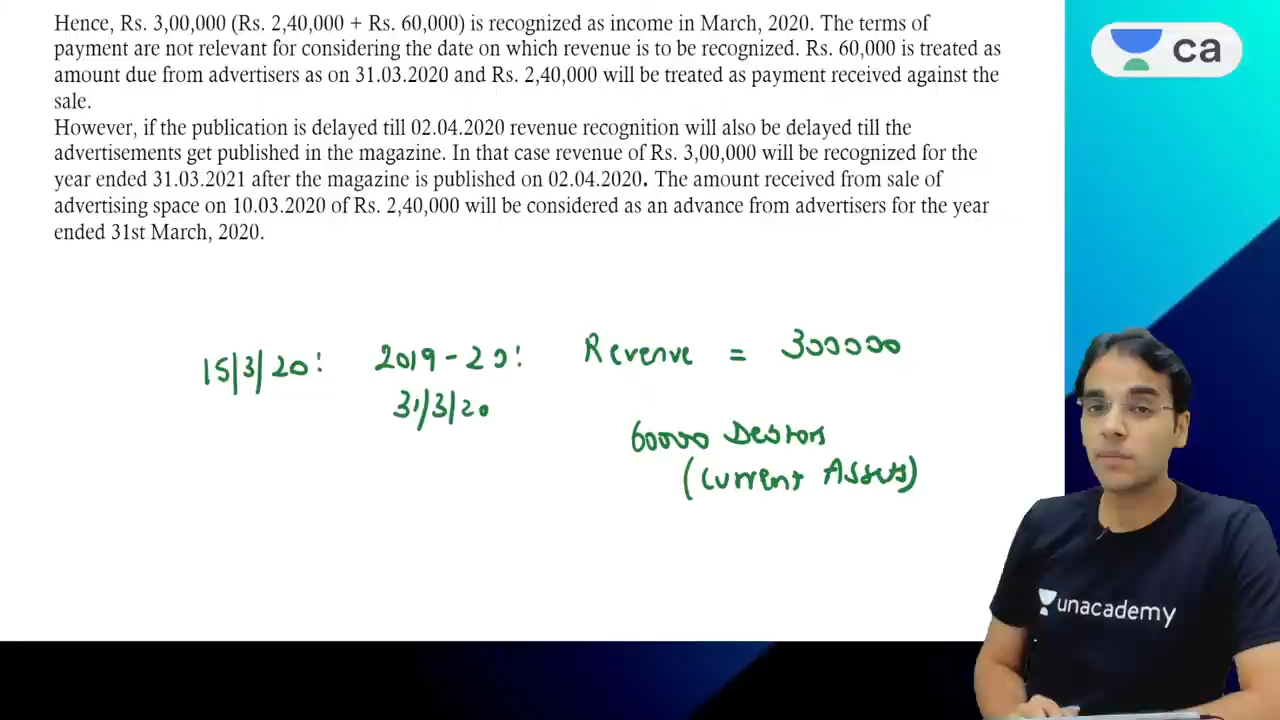 Hence, Rs. 3,00,000 (Rs. 2,40,000 + Rs. 60,000) is recognized as income in March, 2020. The terms of
payment are not relevant for considering the date on which revenue is to be recognized. Rs. 60,000 is treated as
amount due from advertisers as on 31.03.2020 and Rs. 2,40,000 will be treated as payment received against the
sale.
However, if the publication is delayed till 02.04.2020 revenue recognition will also be delayed till the
advertisements get published in the magazine. In that case revenue of Rs. 3,00,000 will be recognized for the
year ended 31.03.2021 after the magazine is published on 02.04.2020. The amount received from sale of
advertising space on 10.03.2020 of Rs. 2,40,000 will be considered as an advance from advertisers for the year
ended 31st March, 2020.
ca
15/3/20: 2019-20: Revenue = 300000
31/3/20
60000 Debtors
(Current Assets)
unacademy